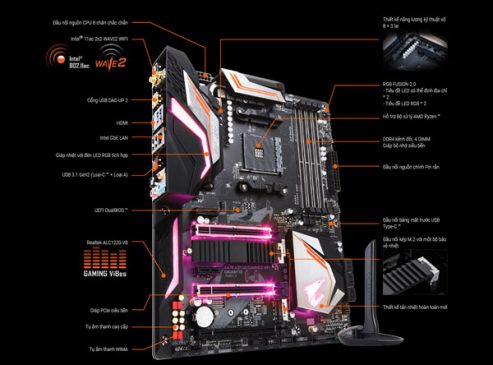 Đầu nối nguồn CPU 8 chân chắc chắn
Intel® 11ac 2x2 WAVE2 WIFI
Intel®
802.11ac
WAVE2
Cổng USB DAC-UP 2
HDMI
Intel GbE LAN
Giáp nhiệt với đèn LED RGB tích hợp
USB 3.1 Gen2 (Loại-C™ + Loại A)
UEFI DualBIOS™
Realtek ALC1220-VB
GAMING VIBES
Giáp PCIe siêu bền
Tụ âm thanh cao cấp
Tụ âm thanh WIMA
Thiết kế năng lượng kỹ thuật số
8 + 3 lai
RGB FUSION 2.0
- Tiêu đề LED có thể định địa chỉ
* 2
- Tiêu đề LED RGB * 2
Hỗ trợ bộ xử lý AMD Ryzen™
DDR4 kênh đôi, 4 DIMM
Giáp bộ nhớ siêu bền
Đầu nối nguồn chính Pin rắn
Đầu nối bảng mặt trước USB
Type-C™
Đầu nối kép M.2 với một bộ bảo
vệ nhiệt
Thiết kế tản nhiệt hoàn toàn mới